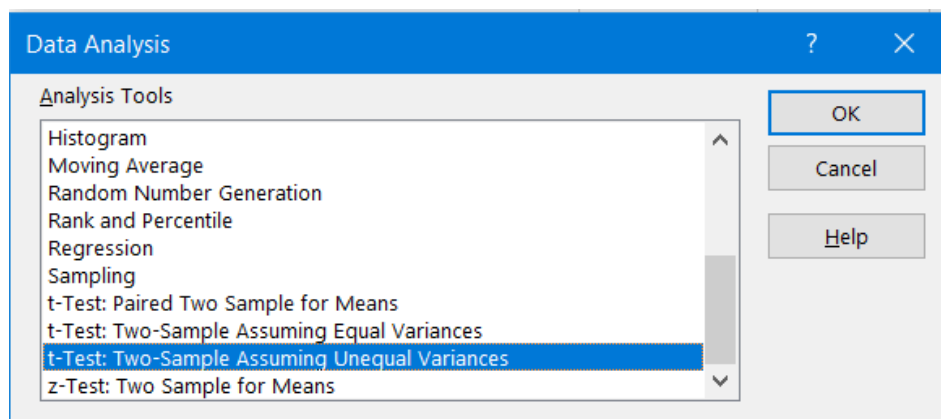 Data Analysis ?
Analysis Tools
OK
Histogram
Moving Average
Cancel
Random Number Generation
Rank and Percentile
Help
Regression
Sampling
t-Test: Paired Two Sample for Means
t-Test: Two-Sample Assuming Equal Variances
t-Test: Two-Sample Assuming Unequal Variances
z-Test: Two Sample for Means